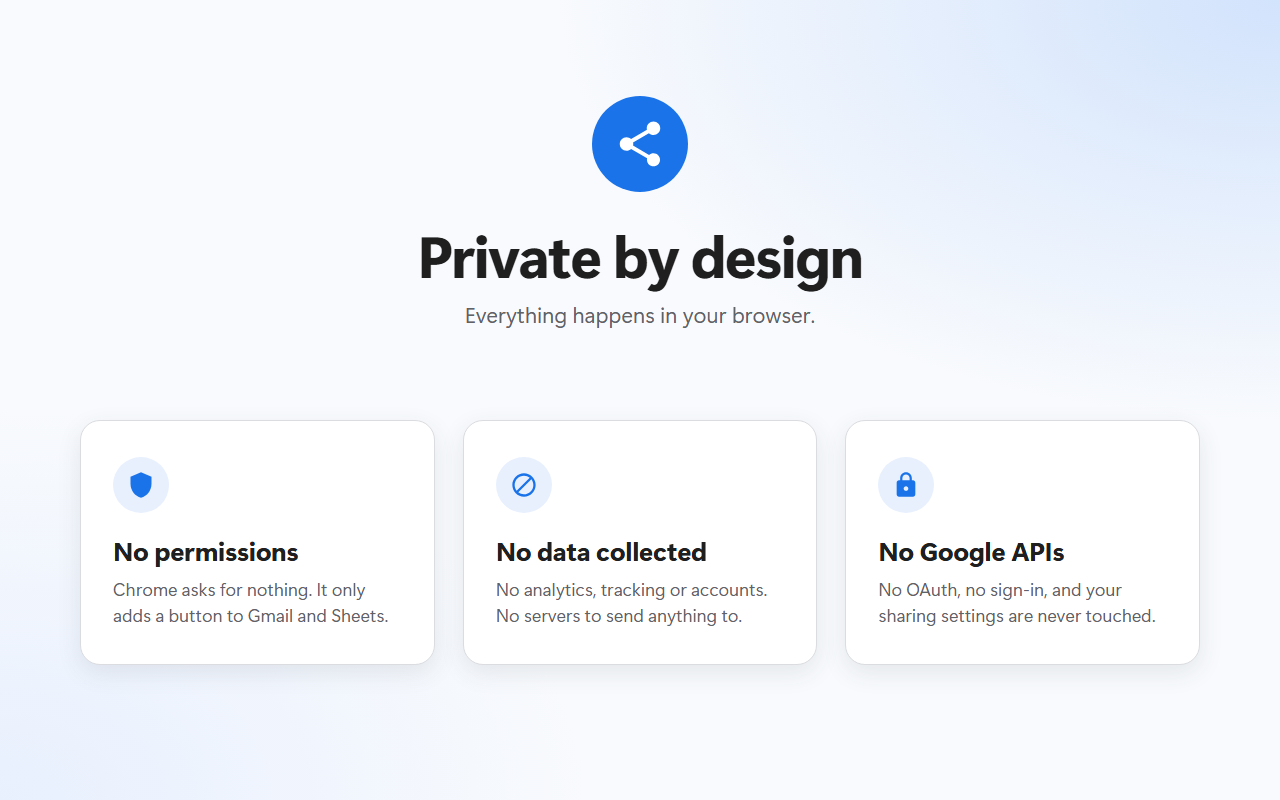 Private by design
Everything happens in your browser.
No permissions
Chrome asks for nothing. It only
adds a button to Gmail and Sheets.
No data collected
No analytics, tracking or accounts.
No servers to send anything to.
No Google APIs
No OAuth, no sign-in, and your
sharing settings are never touched.